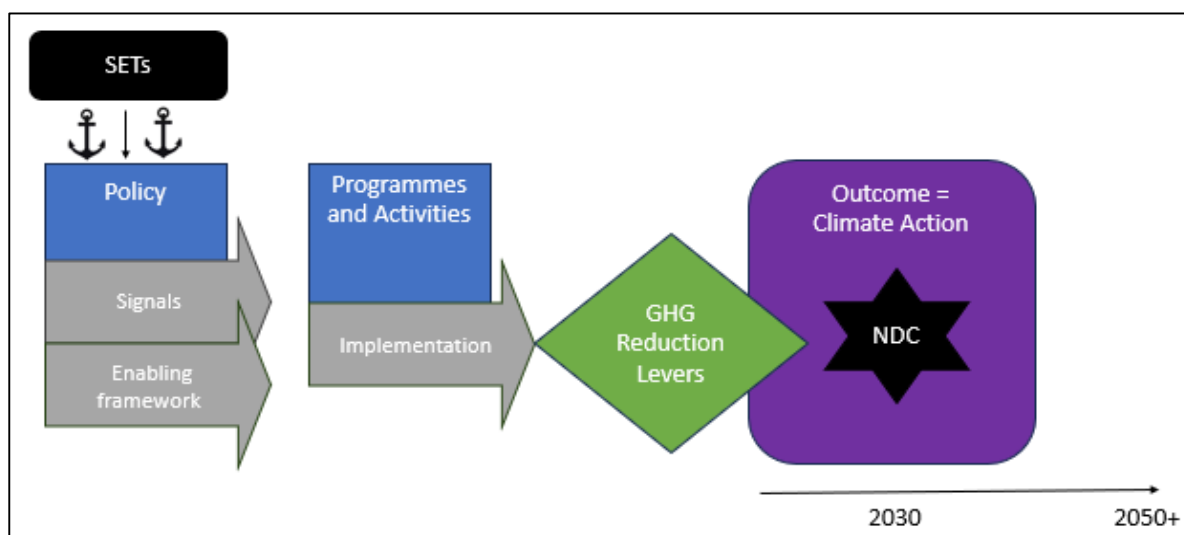 SETs
Policy
Signals
Enabling
framework
Programmes
and Activities
Implementation
GHG
Reduction
Levers
Outcome =
Climate Action
NDC
2030
2050+